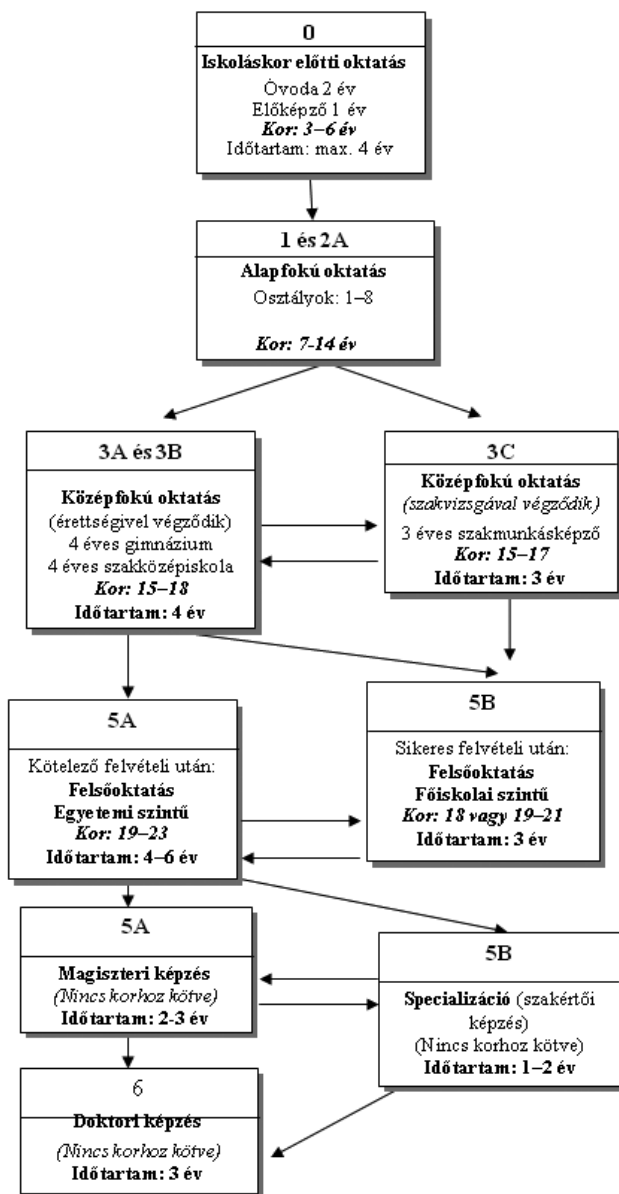 0
Iskoláskor előtti oktatás
Óvoda 2 év
Előképző 1 év
Kor: 3–6 év
Időtartam: max. 4 év
1 és 2A
Alapfokú oktatás
Osztályok: 1–8
Kor: 7-14 év
3A és 3B
Középfokú oktatás
(érettségivel végződik)
4 éves gimnázium
4 éves szakközépiskola
Kor: 15–18
Időtartam: 4 év
3C
Középfokú oktatás
(szakvizsgával végződik)
3 éves szakmunkásképző
Kor: 15–17
Időtartam: 3 év
5A
Kötelező felvételi után:
Felsőoktatás
Egyetemi szintű
Kor: 19–23
Időtartam: 4–6 év
5B
Sikeres felvételi után:
Felsőoktatás
Főiskolai szintű
Kor: 18 vagy 19–21
Időtartam: 3 év
5A
Magiszteri képzés
(Nincs korhoz kötve)
Időtartam: 2-3 év
5B
Specializáció (szakértői
képzés)
(Nincs korhoz kötve)
Időtartam: 1–2 év
6
Doktori képzés
(Nincs korhoz kötve)
Időtartam: 3 év